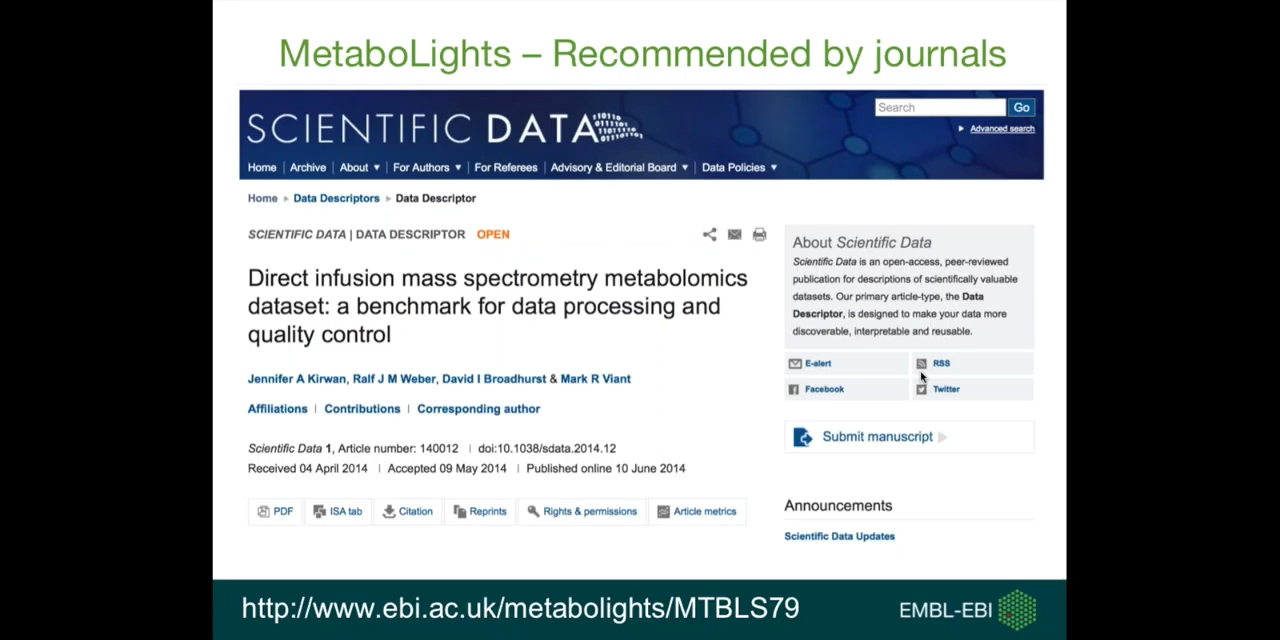 MetaboLights – Recommended by journals
SCIENTIFIC DATA
Search Go
Advanced search
Home About Archive For Authors For Referees Advisory & Editorial Board Data Policies
Home Data Descriptors Data Descriptor
SCIENTIFIC DATA | DATA DESCRIPTOR OPEN
Direct infusion mass spectrometry metabolomics
dataset: a benchmark for data processing and
quality control
Jennifer A Kirwan, Ralf J M Weber, David I Broadhurst & Mark R Viant
Affiliations | Contributions | Corresponding author
Scientific Data 1, Article number: 140012 | doi:10.1038/sdata.2014.12
Received 04 April 2014 | Accepted 09 May 2014 | Published online 10 June 2014
PDF ISA tab Citation Reprints Rights & permissions Article metrics
About Scientific Data
Scientific Data is an open-access, peer-reviewed
publication for descriptions of scientifically valuable
datasets. Our primary article-type, the Data
Descriptor, is designed to make your data more
discoverable, interpretable and reusable.
E-alert RSS
Facebook Twitter
Submit manuscript
Announcements
Scientific Data Updates
http://www.ebi.ac.uk/metabolights/MTBLS79
EMBL-EBI